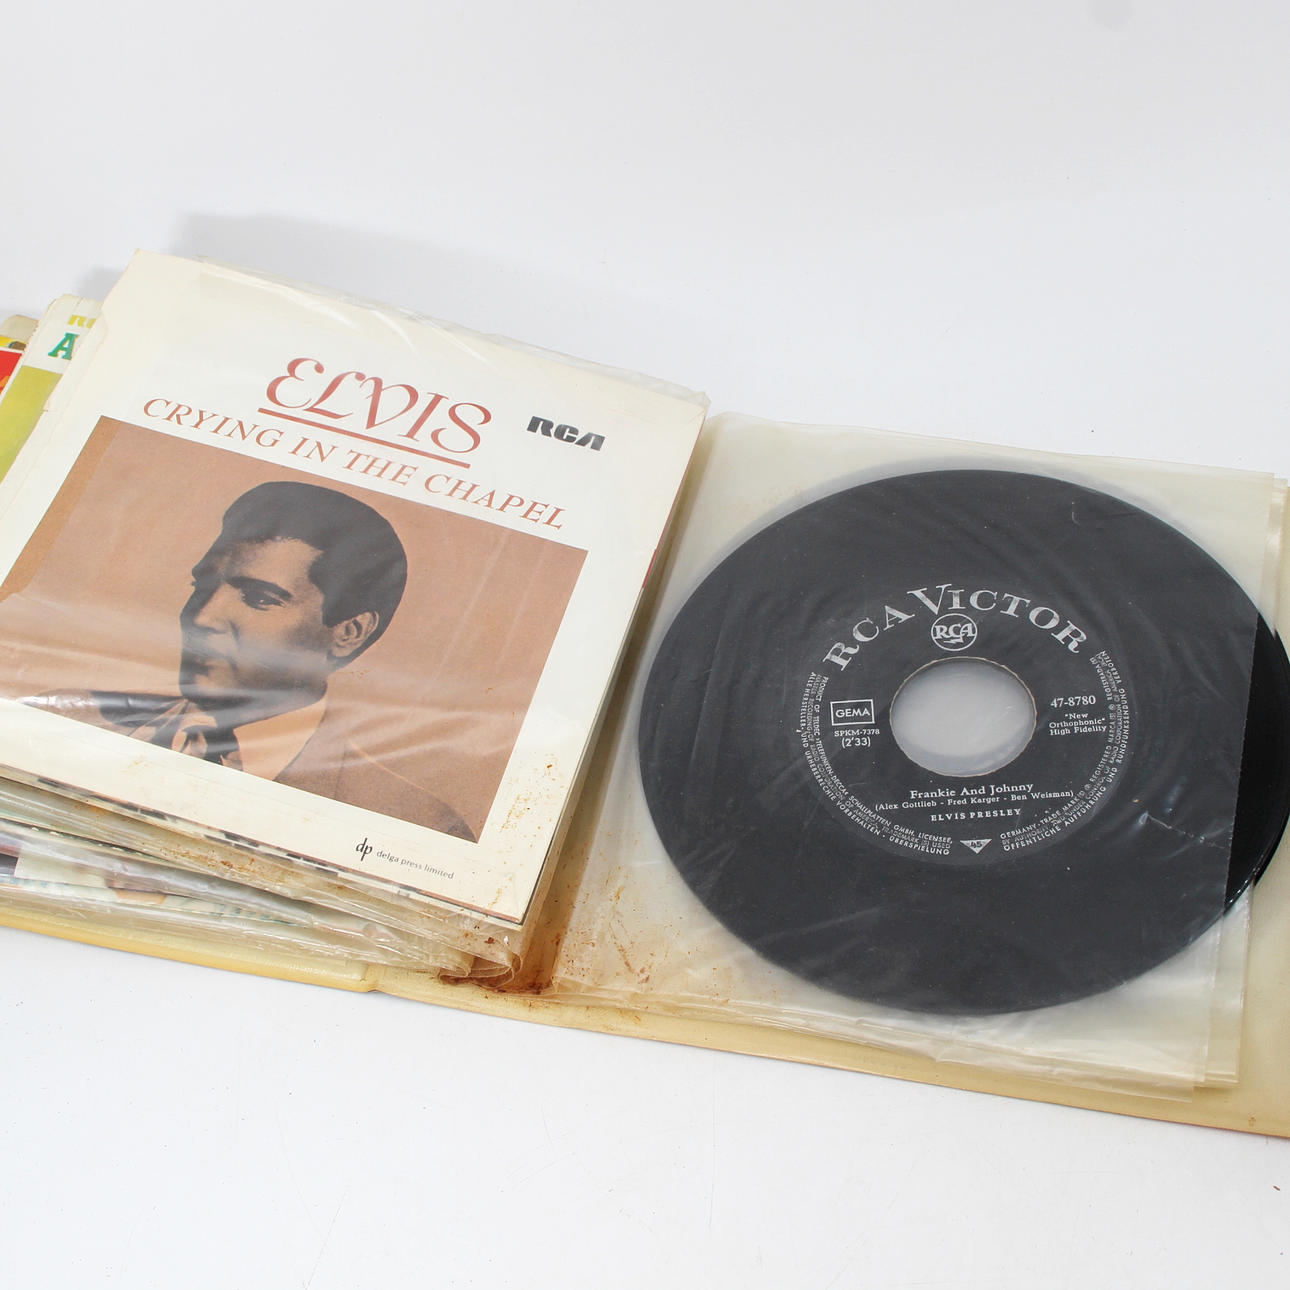 A
ELVIS
RCA
CRYING IN THE CHAPEL
dp delga press limited
RCA VICTOR
RCA
GEMA
SPKM-7378
(2'33)
47-8780
"New
Orthophonic"
High Fidelity
Frankie And Johnny
(Alex Gottlieb - Fred Karger - Ben Weisman)
ELVIS PRESLEY
45